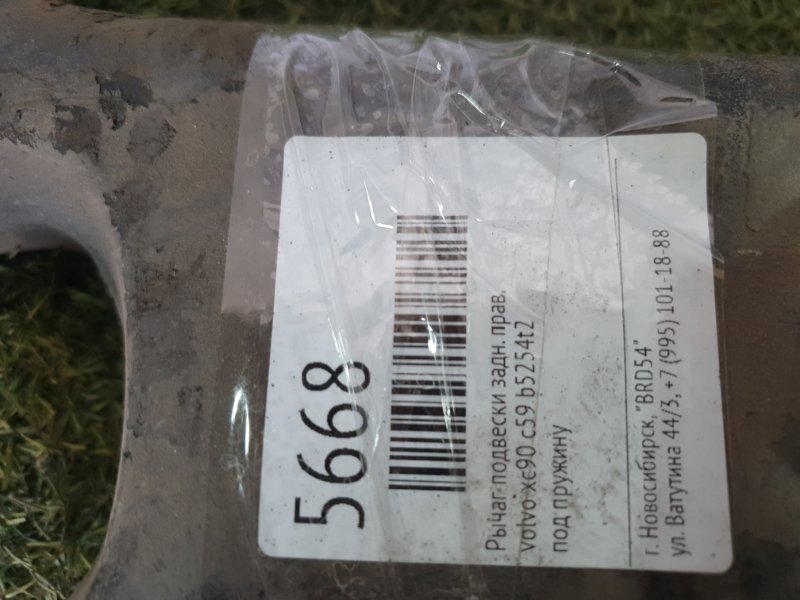 5668
Рычаг подвески задн. прав.
volvo xc90 c59 b5254t2
под пружину
г. Новосибирск, "BRD54"
ул. Ватутина 44/3, +7 (995) 101-18-88